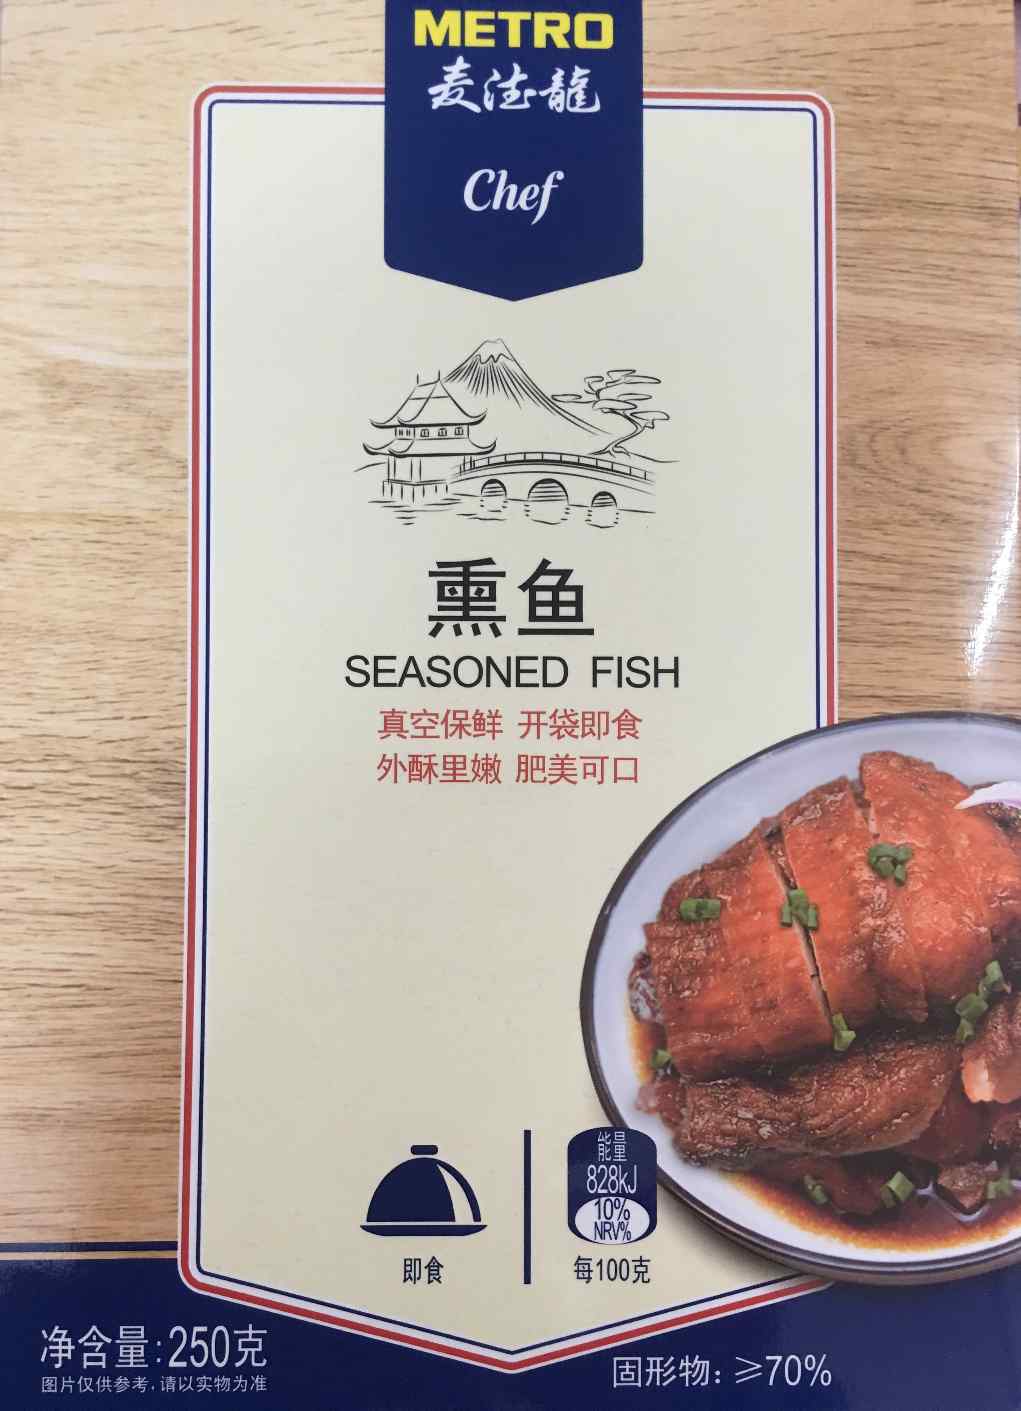 METRO
麦德龍
Chef
熏鱼
SEASONED FISH
真空保鲜 开袋即食
外酥里嫩 肥美可口
能量
828kJ
10%
NRV%
即食
每100克
净含量:250克
固形物: ≥70%
图片仅供参考,请以实物为准